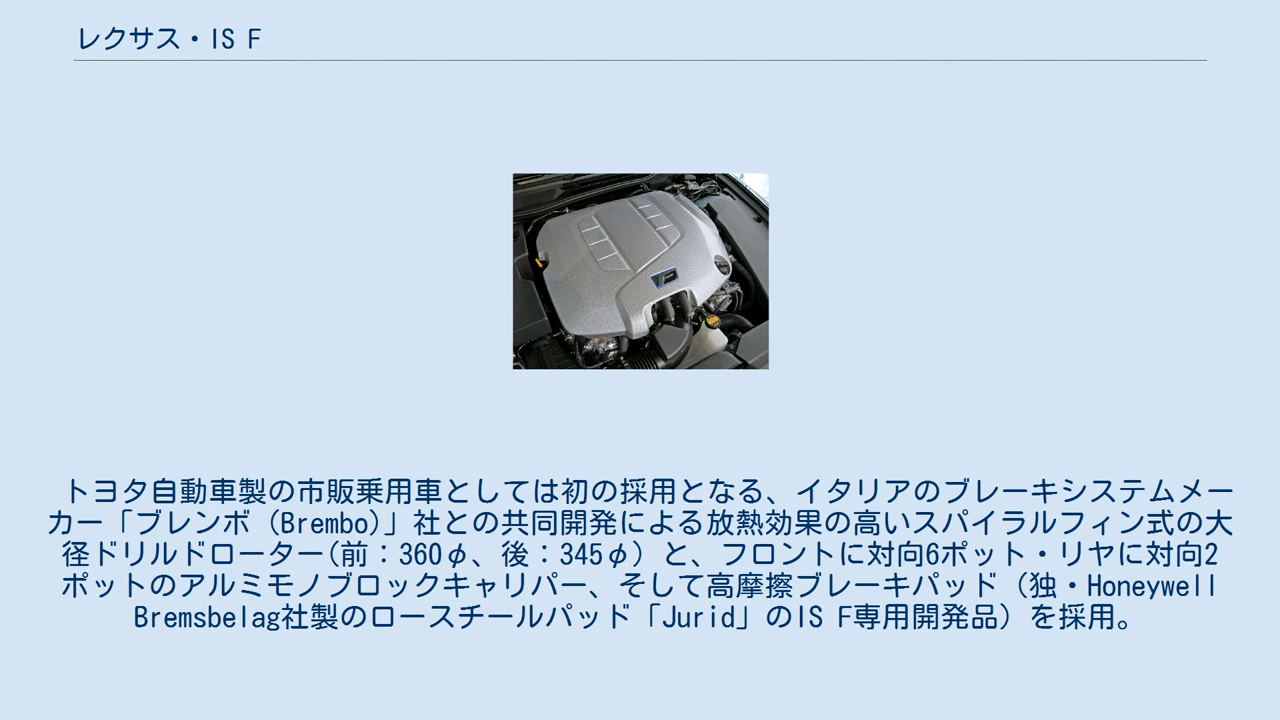 レクサス・IS F
トヨタ自動車製の市販乗用車としては初の採用となる、イタリアのブレーキシステムメー
カー「ブレンボ（Brembo)」社との共同開発による放熱効果の高いスパイラルフィン式の大
径ドリルドローター(前：360φ、後：345φ）と、フロントに対向6ポット・リヤに対向2
ポットのアルミモノブロックキャリパー、そして高摩擦ブレーキパッド（独・Honeywell
Bremsbelag社製のロースチールパッド「Jurid」のIS F専用開発品）を採用。